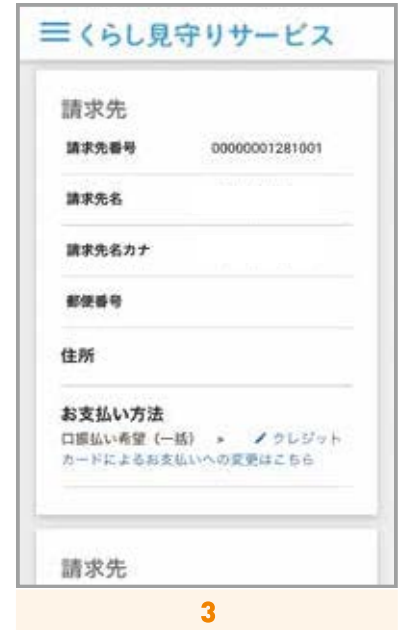 くらし見守りサービス
請求先
請求先番号 00000001281001
請求先名
請求先名カナ
郵便番号
住所
お支払い方法
口振払い希望（一括） » クレジット
カードによるお支払いへの変更はこちら
請求先
3